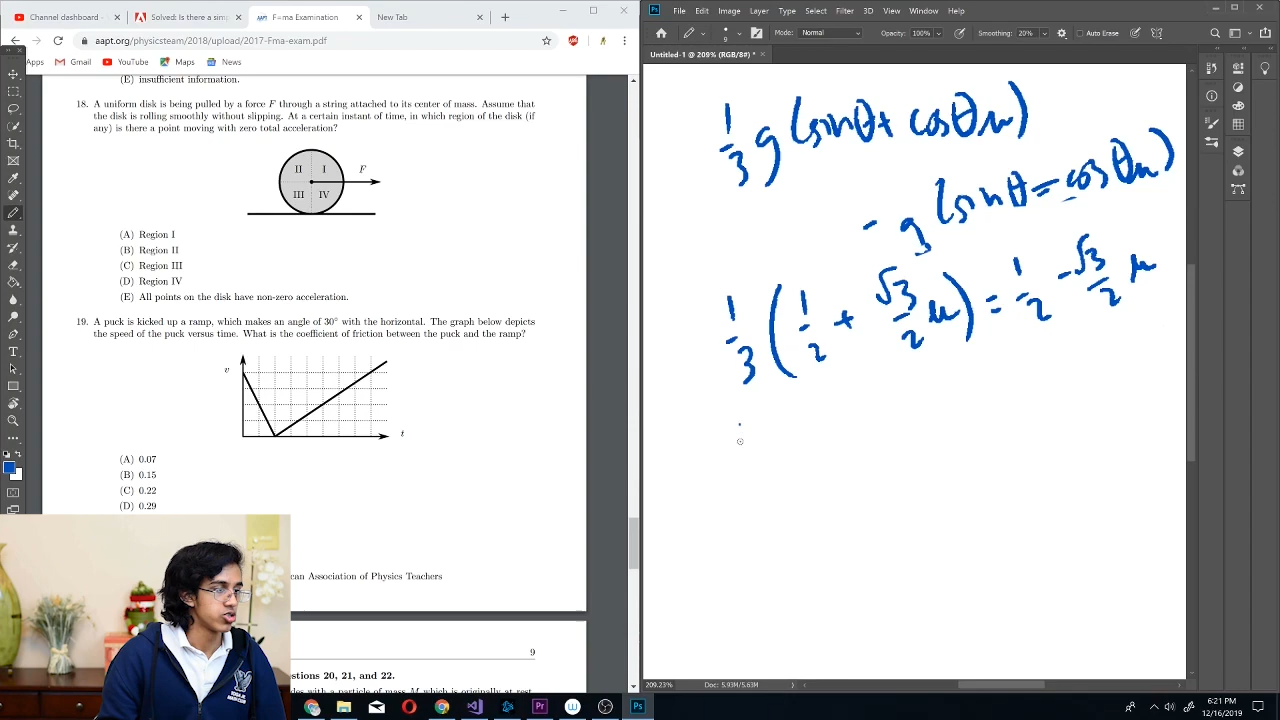 Channel dashboard -
Solved: Is there a sim
F=ma Examination
New Tab
aapt.org/physicsteam/2018/upload/2017-Fma-exam.pdf
Apps
Gmail
YouTube
Maps
News
(E) insufficient information.
18. A uniform disk is being pulled by a force F through a string attached to its center of mass. Assume that
the disk is rolling smoothly without slipping. At a certain instant of time, in which region of the disk (if
any) is there a point moving with zero total acceleration?
II I F
III IV
(A) Region I
(B) Region II
(C) Region III
(D) Region IV
(E) All points on the disk have non-zero acceleration.
19. A puck is kicked up a ramp, which makes an angle of 30° with the horizontal. The graph below depicts
the speed of the puck versus time. What is the coefficient of friction between the puck and the ramp?
v
t
(A) 0.07
(B) 0.15
(C) 0.22
(D) 0.29
can Association of Physics Teachers
9
stions 20, 21, and 22.
Ps File Edit Image Layer Type Select Filter 3D View Window Help
9 Mode: Normal Opacity: 100% Smoothing: 20% Auto Erase
Untitled-1 @ 209% (RGB/8#) *
1/3 g (sinθ + cosθμ)
- g (sinθ = cosθμ)
1/3 (1/2 + √3/2 μ) = 1/2 - √3/2 μ
209.23% Doc: 5.93M/5.63M
6:21 PM
12/16/2019